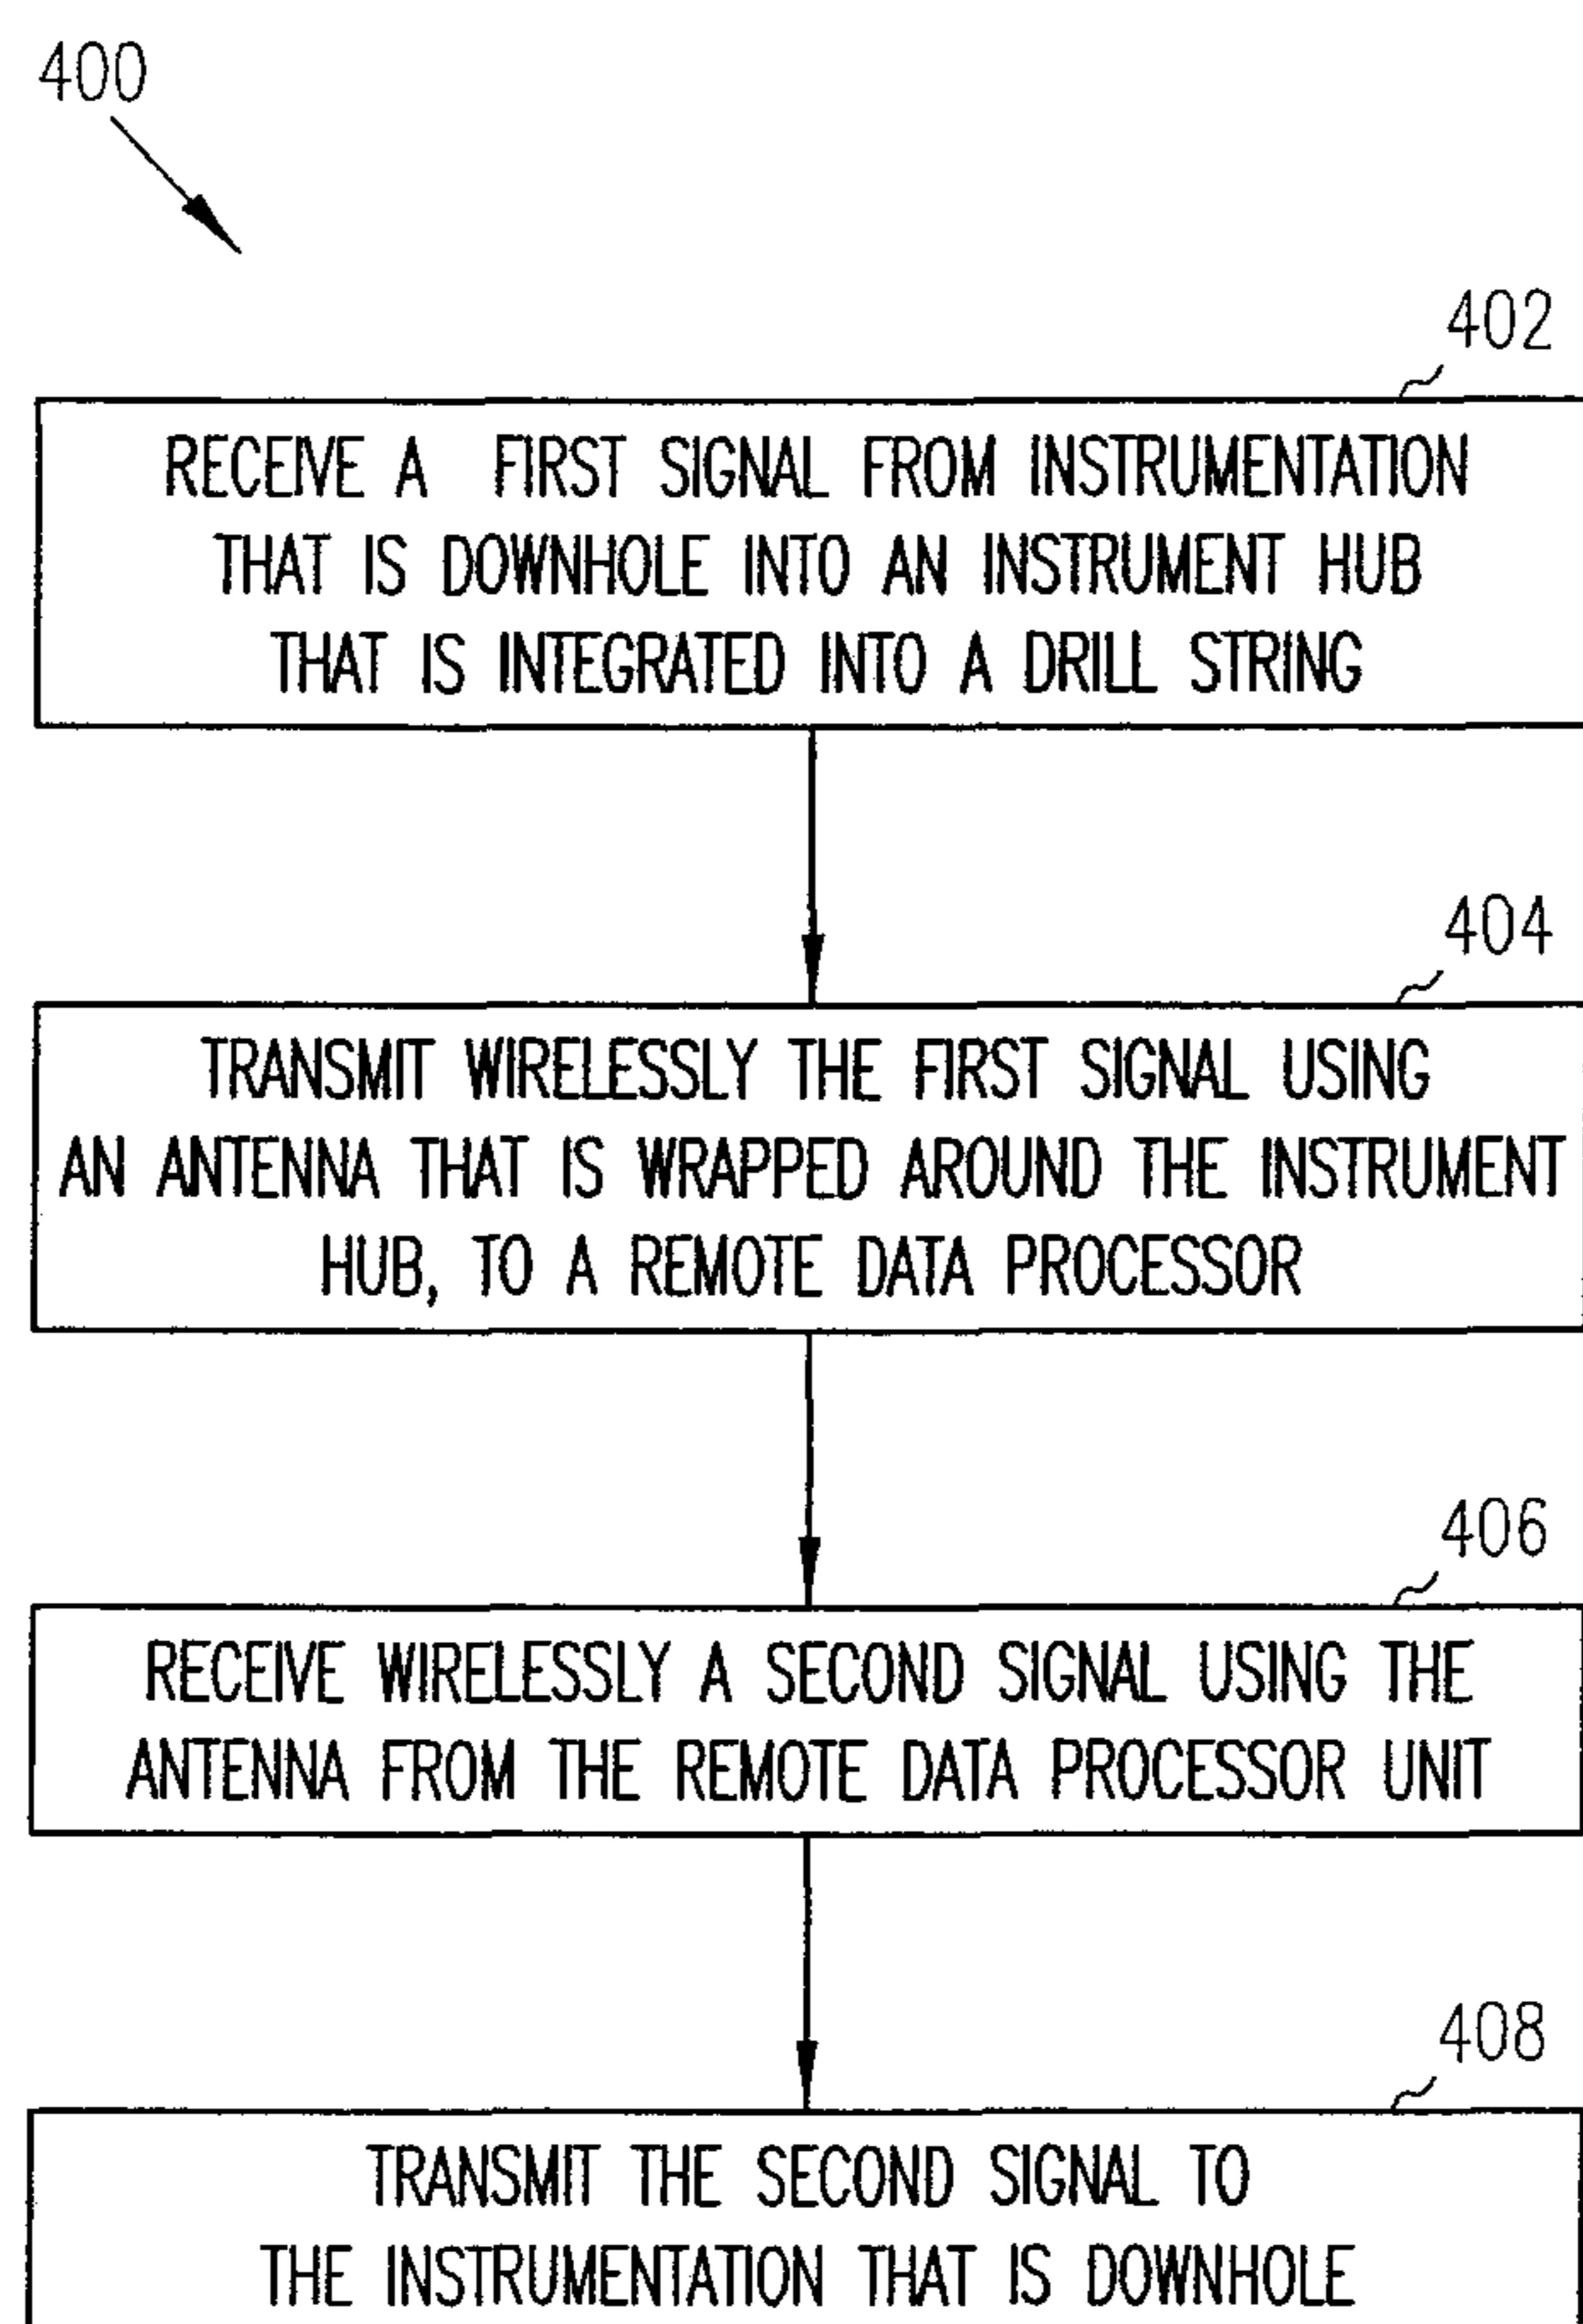 400
402
RECEIVE A FIRST SIGNAL FROM INSTRUMENTATION
THAT IS DOWNHOLE INTO AN INSTRUMENT HUB
THAT IS INTEGRATED INTO A DRILL STRING
404
TRANSMIT WIRELESSLY THE FIRST SIGNAL USING
AN ANTENNA THAT IS WRAPPED AROUND THE INSTRUMENT
HUB, TO A REMOTE DATA PROCESSOR
406
RECEIVE WIRELESSLY A SECOND SIGNAL USING THE
ANTENNA FROM THE REMOTE DATA PROCESSOR UNIT
408
TRANSMIT THE SECOND SIGNAL TO
THE INSTRUMENTATION THAT IS DOWNHOLE